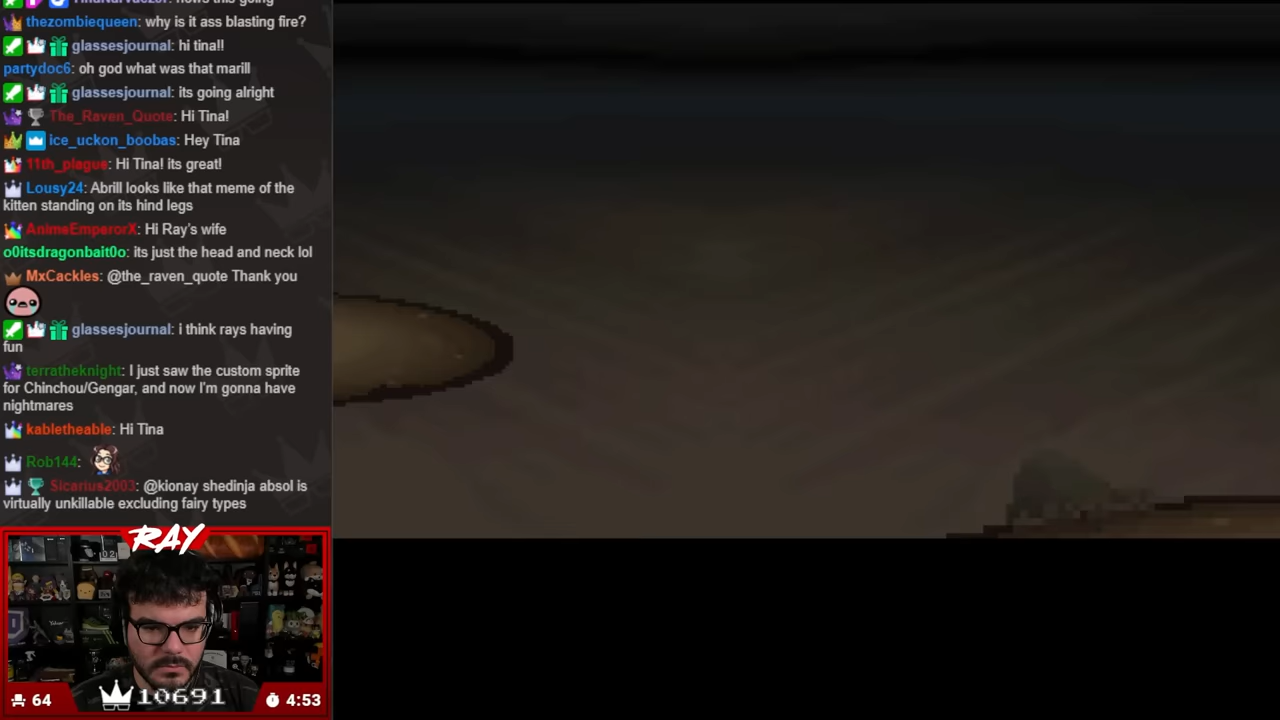 thezombiequeen: why is it ass blasting fire?
glassesjournal: hi tina!!
partydoc6: oh god what was that marill
glassesjournal: its going alright
The_Raven_Quote: Hi Tina!
ice_uckon_boobas: Hey Tina
11th_plague: Hi Tina! its great!
Lousy24: Abrill looks like that meme of the
kitten standing on its hind legs
AnimeEmperorX: Hi Ray's wife
o0itsdragonbait0o: its just the head and neck lol
MxCackles: @the_raven_quote Thank you
glassesjournal: i think rays having
fun
terratheknight: I just saw the custom sprite
for Chinchou/Gengar, and now I'm gonna have
nightmares
kabletheable: Hi Tina
Rob144:
Sicarius2003: @kionay shedinja absol is
virtually unkillable excluding fairy types
RAY
64
10691
4:53